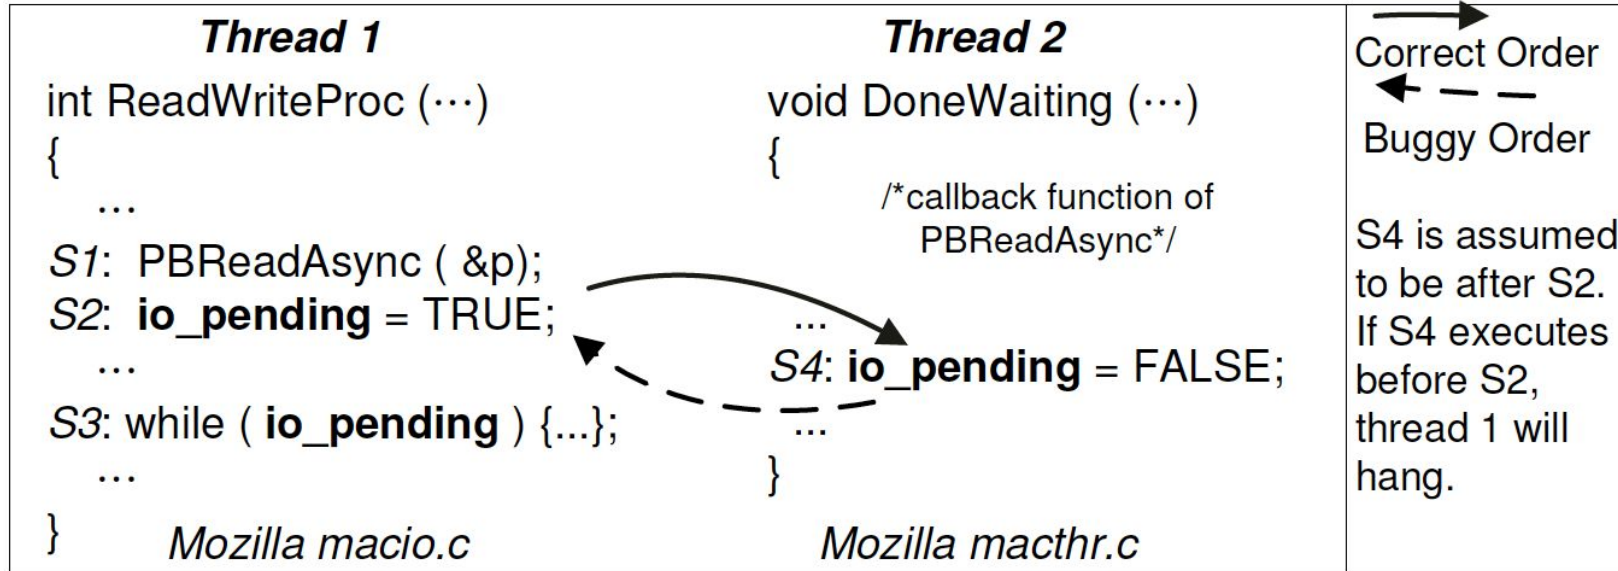 Thread 1
int ReadWriteProc (⋯)
{
⋯
S1: PBReadAsync ( &p);
S2: io_pending = TRUE;
⋯
S3: while ( io_pending ) {...};
⋯
}
Mozilla macio.c
Thread 2
void DoneWaiting (⋯)
{
/*callback function of
PBReadAsync*/
...
S4: io_pending = FALSE;
...
}
Mozilla macthr.c
Correct Order
Buggy Order
S4 is assumed
to be after S2.
If S4 executes
before S2,
thread 1 will
hang.